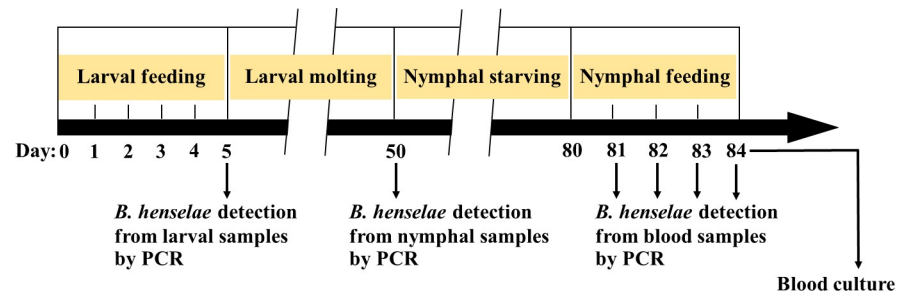 Larval feeding Larval molting Nymphal starving Nymphal feeding
Day: 0 1 2 3 4 5 50 80 81 82 83 84
B. henselae detection
from larval samples
by PCR
B. henselae detection
from nymphal samples
by PCR
B. henselae detection
from blood samples
by PCR
Blood culture